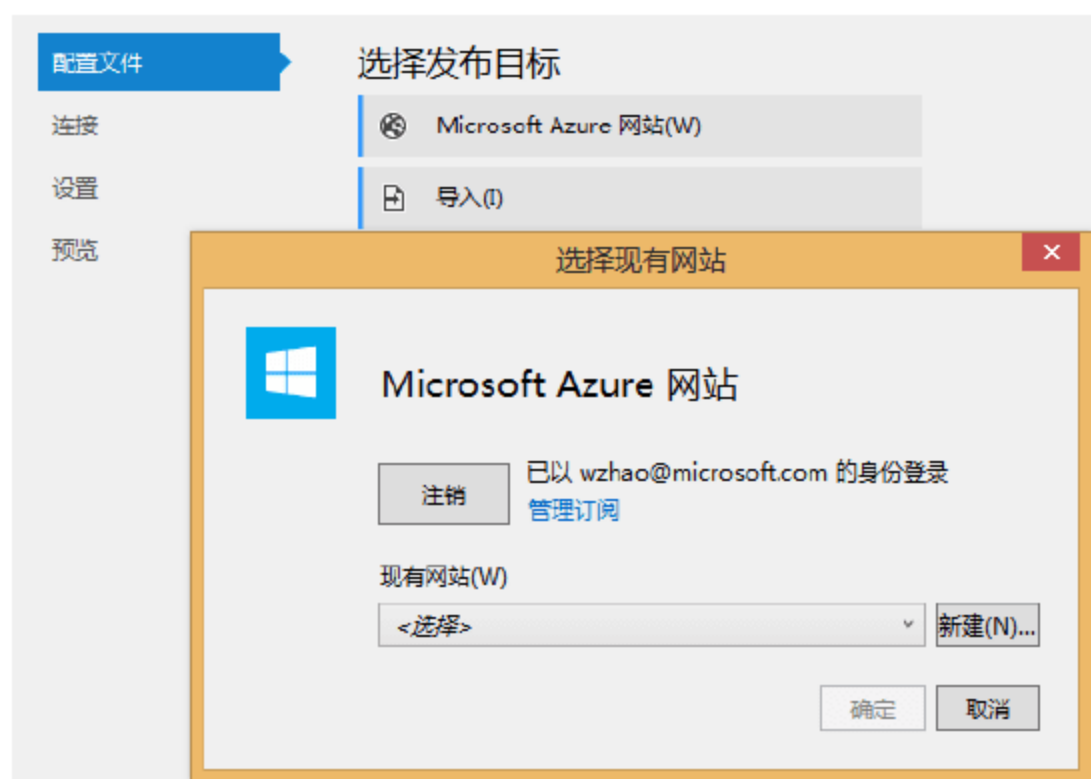 配置文件
连接
设置
预览
选择发布目标
Microsoft Azure 网站(W)
导入(I)
选择现有网站
Microsoft Azure 网站
注销
已以 wzhao@microsoft.com 的身份登录
管理订阅
现有网站(W)
<选择>
新建(N)...
确定
取消